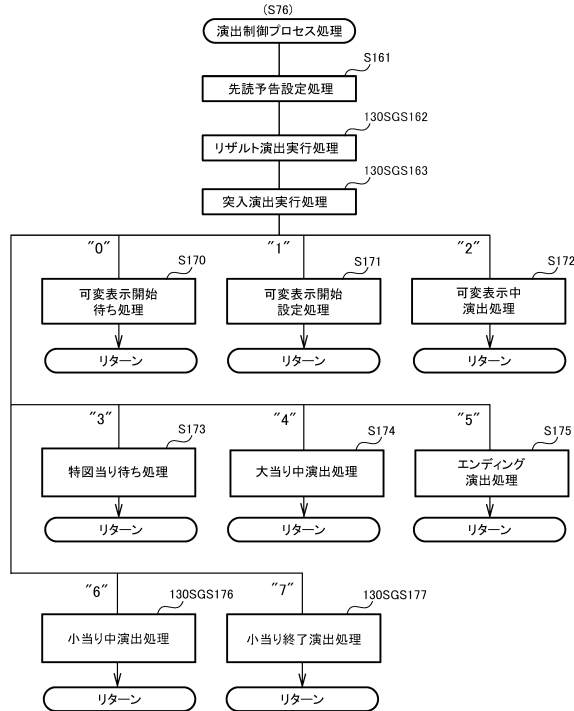 (S76)
演出制御プロセス処理
S161
先読予告設定処理
130SGS162
リザルト演出実行処理
130SGS163
突入演出実行処理
"0"
S170
可変表示開始
待ち処理
リターン
"1"
S171
可変表示開始
設定処理
リターン
"2"
S172
可変表示中
演出処理
リターン
"3"
S173
特図当り待ち処理
リターン
"4"
S174
大当り中演出処理
リターン
"5"
S175
エンディング
演出処理
リターン
"6"
130SGS176
小当り中演出処理
リターン
"7"
130SGS177
小当り終了演出処理
リターン